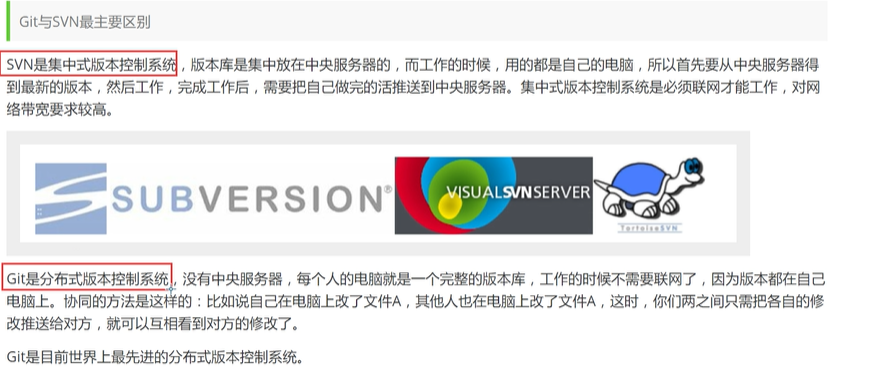 Git与SVN最主要区别
SVN是集中式版本控制系统，版本库是集中放在中央服务器的，而工作的时候，用的都是自己的电脑，所以首先要从中央服务器得
到最新的版本，然后工作，完成工作后，需要把自己做完的活推送到中央服务器。集中式版本控制系统是必须联网才能工作，对网
络带宽要求较高。
SUBVERSION®
VISUALSVNSERVER
TortoiseSVN
Git是分布式版本控制系统，没有中央服务器，每个人的电脑就是一个完整的版本库，工作的时候不需要联网了，因为版本都在自己
电脑上。协同的方法是这样的：比如说自己在电脑上改了文件A，其他人也在电脑上改了文件A，这时，你们两之间只需把各自的修
改推送给对方，就可以互相看到对方的修改了。
Git是目前世界上最先进的分布式版本控制系统。